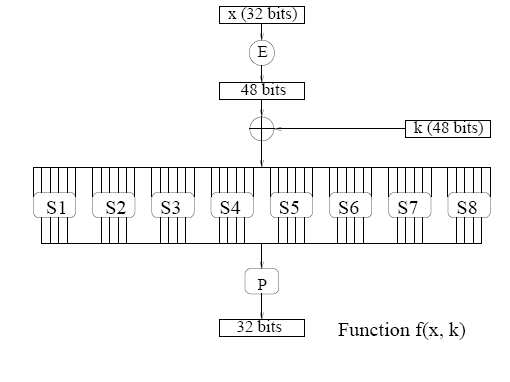 x (32 bits)
E
48 bits
k (48 bits)
S1 S2 S3 S4 S5 S6 S7 S8
P
32 bits
Function f(x, k)